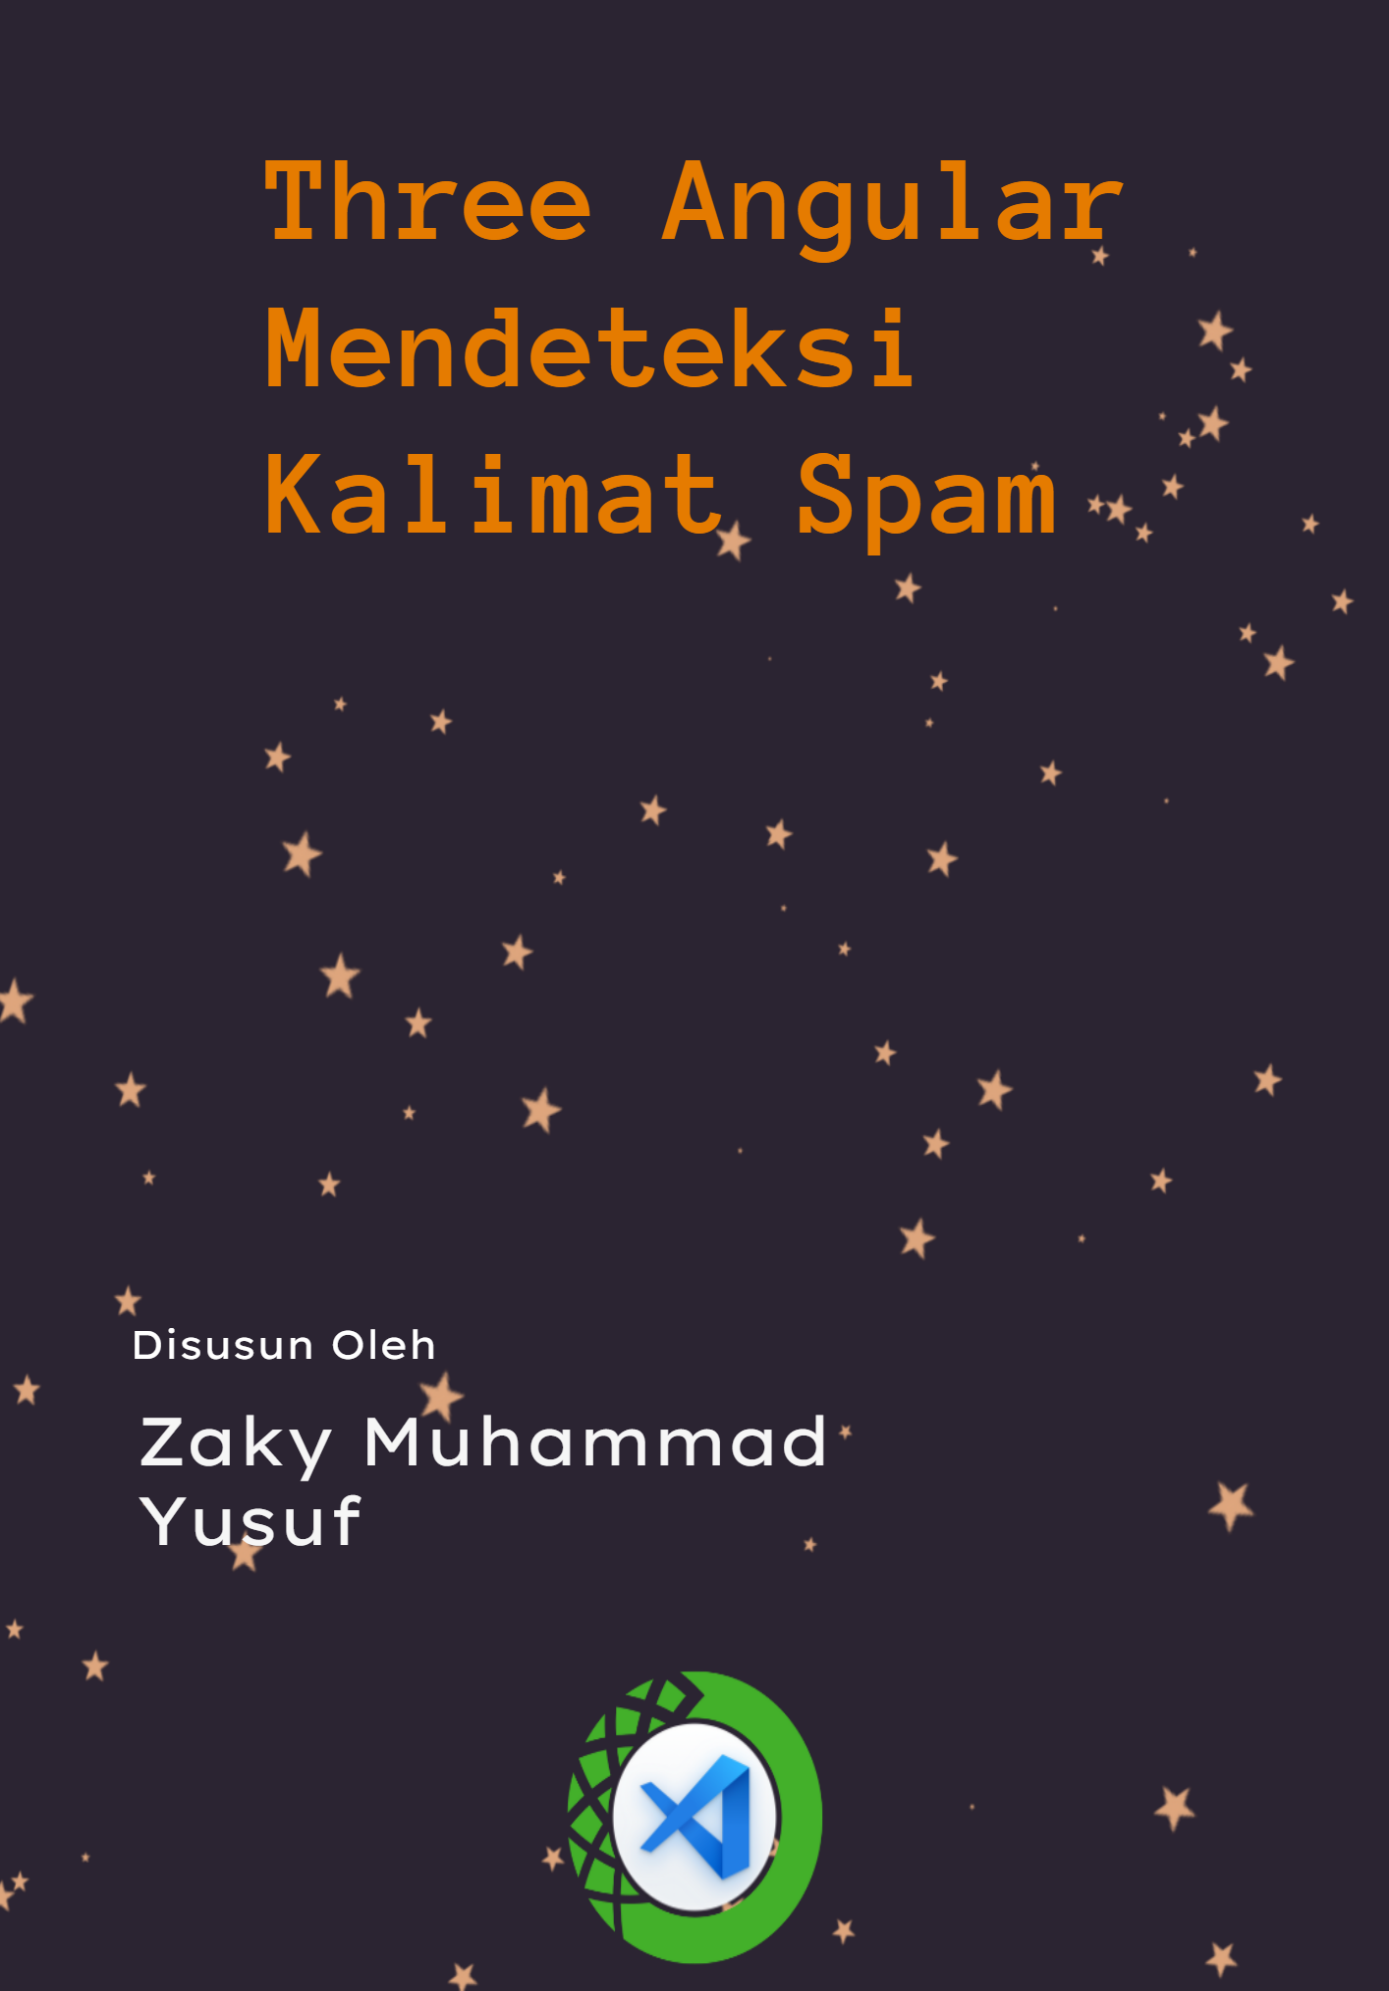 Three Angular
Mendeteksi
Kalimat Spam
Disusun Oleh
Zaky Muhammad
Yusuf